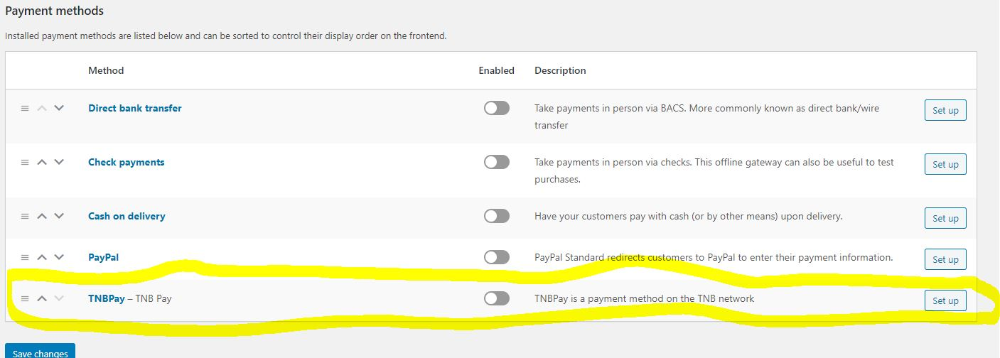 Payment methods
Installed payment methods are listed below and can be sorted to control their display order on the frontend.
Method Enabled Description
Direct bank transfer Take payments in person via BACS. More commonly known as direct bank/wire Set up
transfer
Check payments Take payments in person via checks. This offline gateway can also be useful to test Set up
purchases.
Cash on delivery Have your customers pay with cash (or by other means) upon delivery. Set up
PayPal PayPal Standard redirects customers to PayPal to enter their payment information. Set up
TNBPay – TNB Pay TNBPay is a payment method on the TNB network Set up
Save changes